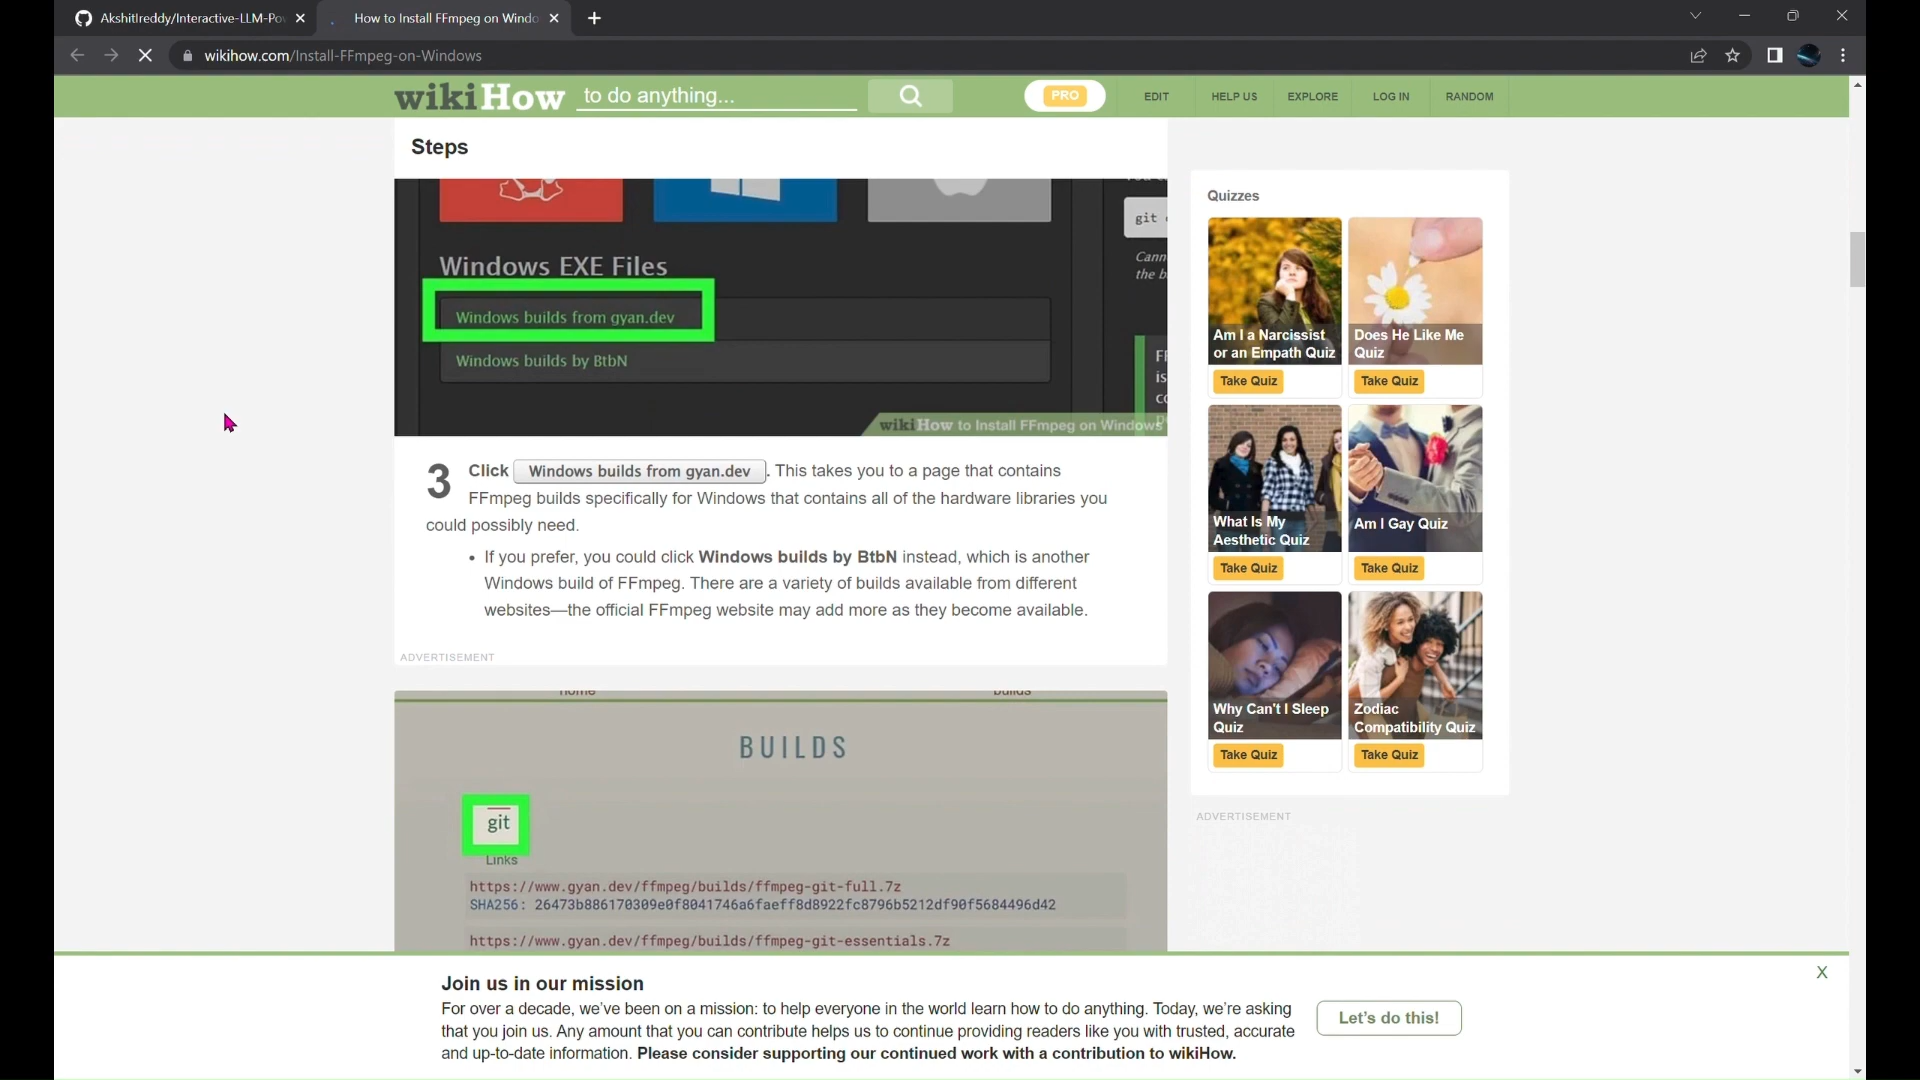 AkshitIreddy/Interactive-LLM-Po
How to Install FFmpeg on Windo
wikihow.com/Install-FFmpeg-on-Windows
wikiHow to do anything...
PRO
EDIT
HELP US
EXPLORE
LOG IN
RANDOM
Steps
git
Windows EXE Files
Windows builds from gyan.dev
Windows builds by BtbN
Cann
the b
FF
is
co
wikiHow to Install FFmpeg on Windows
3 Click Windows builds from gyan.dev. This takes you to a page that contains
FFmpeg builds specifically for Windows that contains all of the hardware libraries you
could possibly need.
• If you prefer, you could click Windows builds by BtbN instead, which is another
Windows build of FFmpeg. There are a variety of builds available from different
websites—the official FFmpeg website may add more as they become available.
ADVERTISEMENT
home
builds
BUILDS
git
Links
https://www.gyan.dev/ffmpeg/builds/ffmpeg-git-full.7z
SHA256: 26473b886170309e0f8041746a6faeff8d8922fc8796b5212df90f5684496d42
https://www.gyan.dev/ffmpeg/builds/ffmpeg-git-essentials.7z
Quizzes
Am I a Narcissist
or an Empath Quiz
Take Quiz
Does He Like Me
Quiz
Take Quiz
What Is My
Aesthetic Quiz
Take Quiz
Am I Gay Quiz
Take Quiz
Why Can't I Sleep
Quiz
Take Quiz
Zodiac
Compatibility Quiz
Take Quiz
ADVERTISEMENT
Join us in our mission
X
For over a decade, we've been on a mission: to help everyone in the world learn how to do anything. Today, we're asking
that you join us. Any amount that you can contribute helps us to continue providing readers like you with trusted, accurate
and up-to-date information. Please consider supporting our continued work with a contribution to wikiHow.
Let's do this!